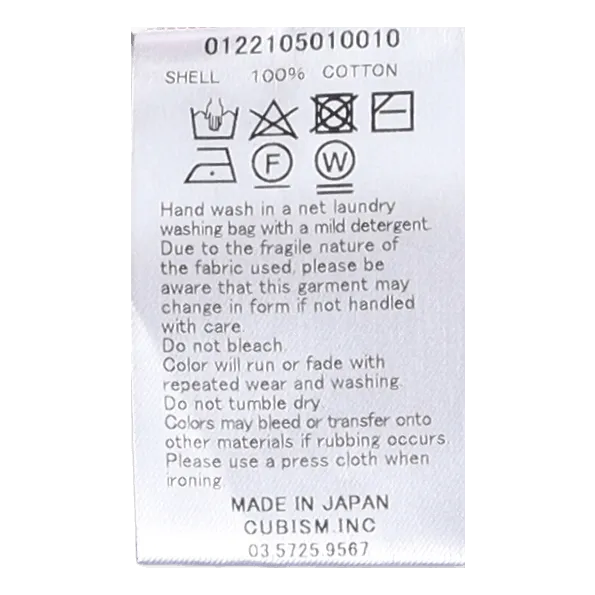 0122105010010
SHELL 100% COTTON
F W
Hand wash in a net laundry
washing bag with a mild detergent.
Due to the fragile nature of
the fabric used, please be
aware that this garment may
change in form if not handled
with care.
Do not bleach.
Color will run or fade with
repeated wear and washing.
Do not tumble dry.
Colors may bleed or transfer onto
other materials if rubbing occurs.
Please use a press cloth when
ironing.
MADE IN JAPAN
CUBISM.INC
03.5725.9567